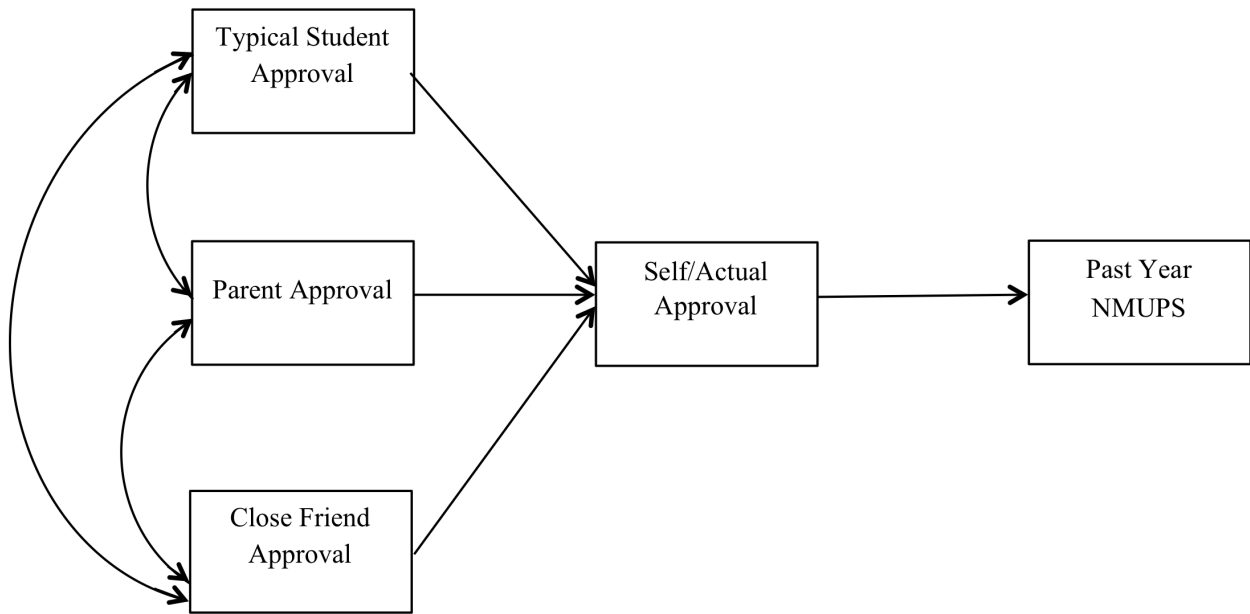 Typical Student
Approval
Parent Approval
Self/Actual
Approval
Past Year
NMUPS
Close Friend
Approval